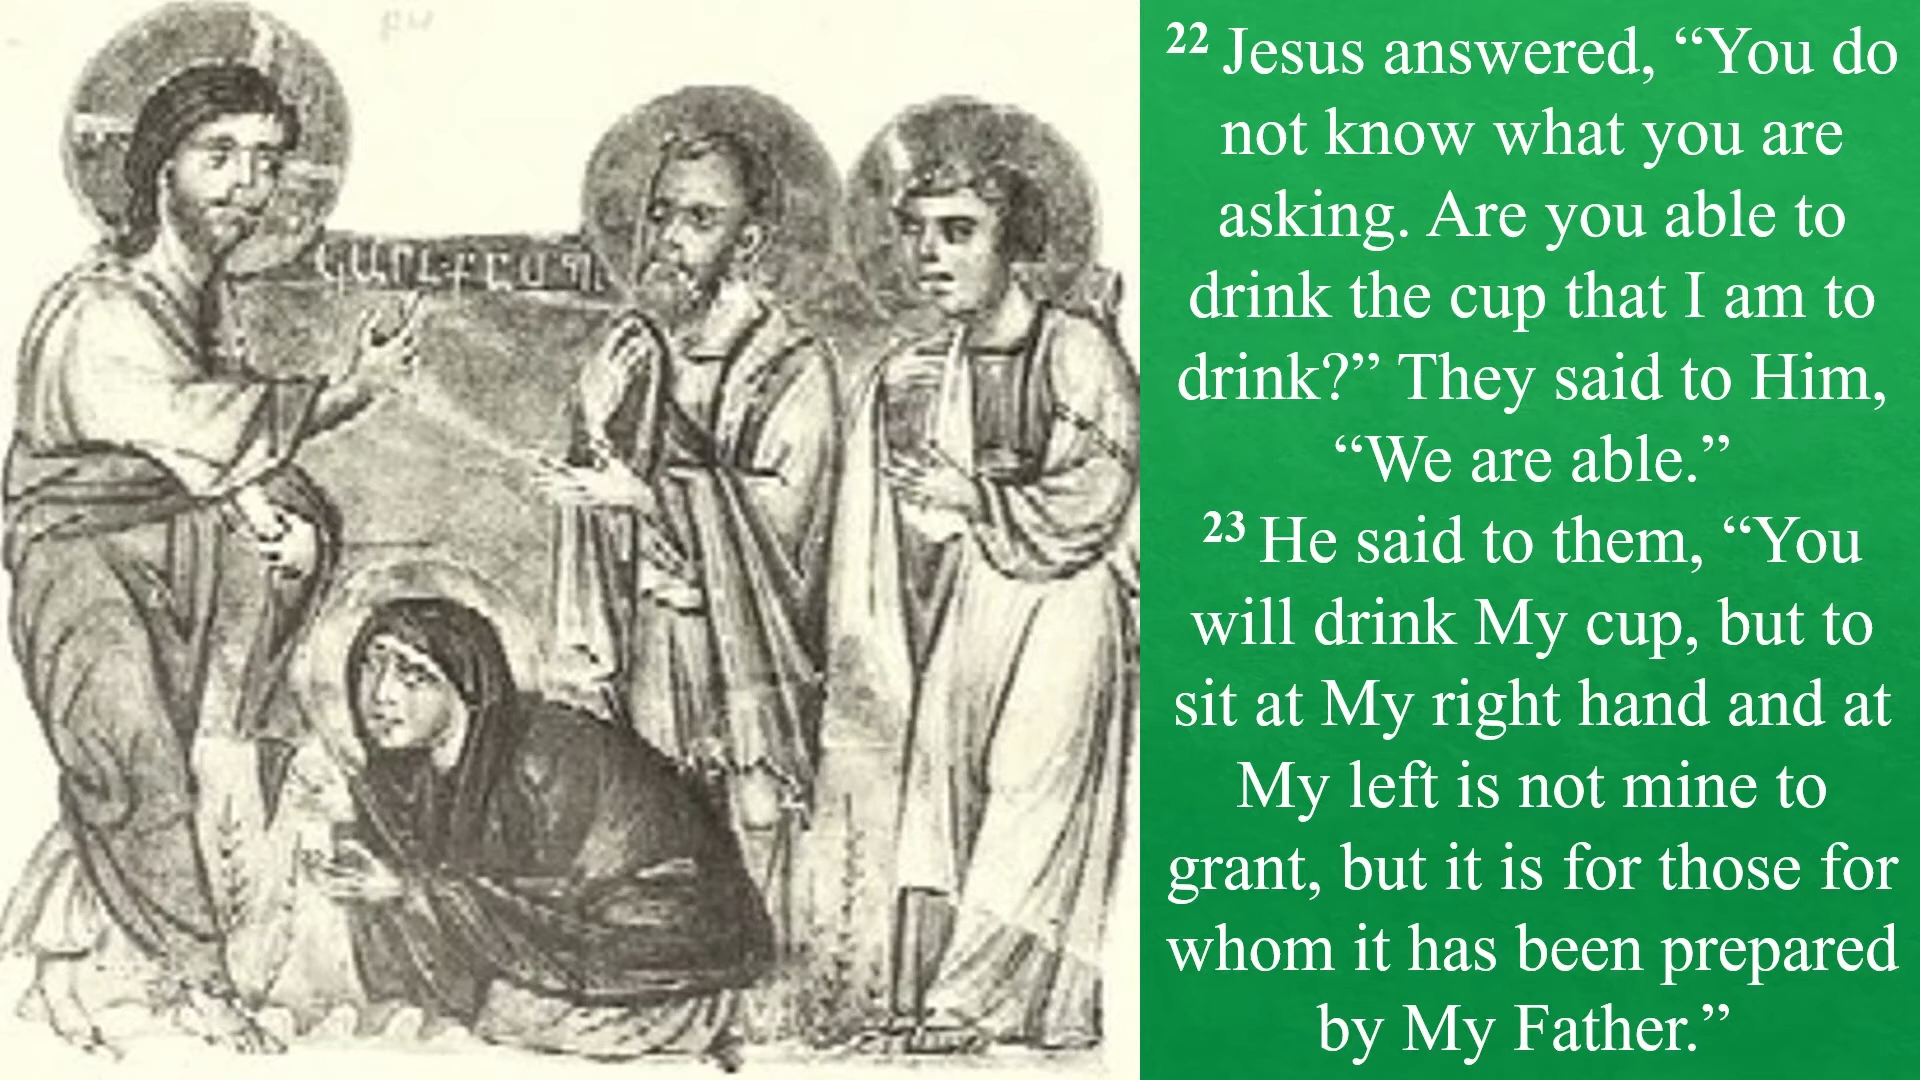 22 Jesus answered, “You do
not know what you are
asking. Are you able to
drink the cup that I am to
drink?” They said to Him,
“We are able.”
23 He said to them, “You
will drink My cup, but to
sit at My right hand and at
My left is not mine to
grant, but it is for those for
whom it has been prepared
by My Father.”